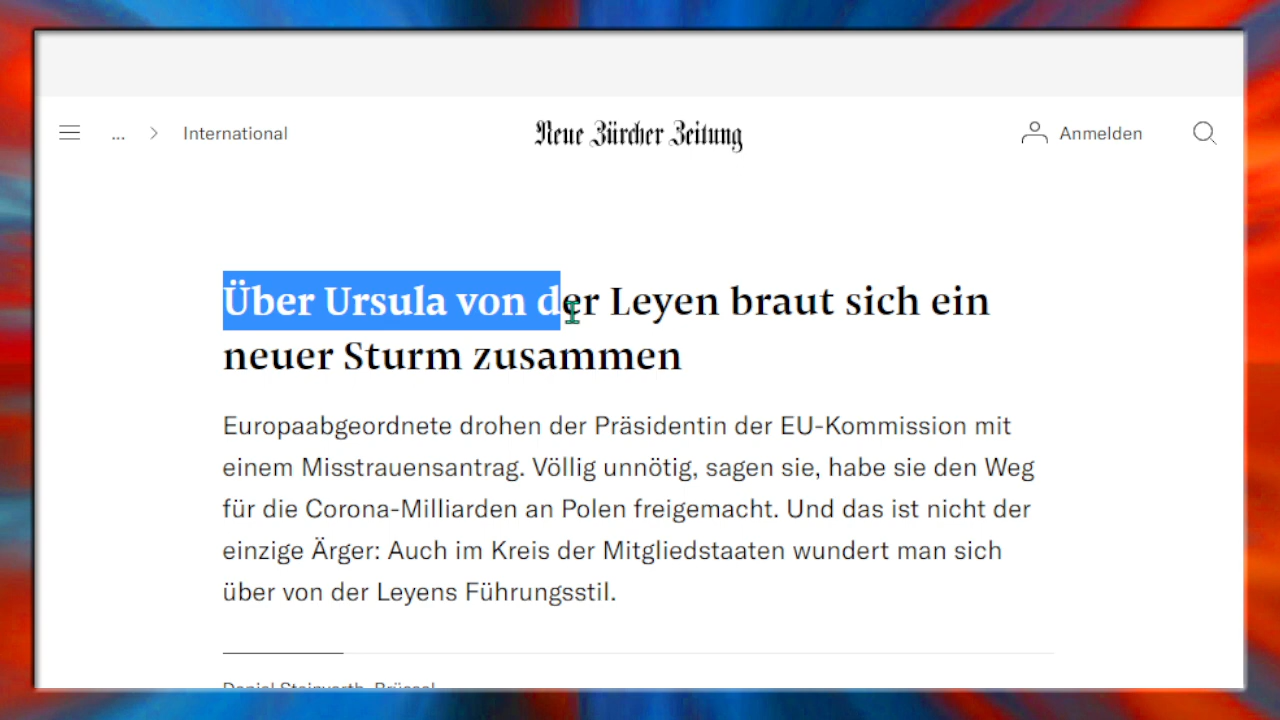 ... International Neue Zürcher Zeitung Anmelden
Über Ursula von der Leyen braut sich ein
neuer Sturm zusammen
Europaabgeordnete drohen der Präsidentin der EU-Kommission mit
einem Misstrauensantrag. Völlig unnötig, sagen sie, habe sie den Weg
für die Corona-Milliarden an Polen freigemacht. Und das ist nicht der
einzige Ärger: Auch im Kreis der Mitgliedstaaten wundert man sich
über von der Leyens Führungsstil.
Daniel Steinvorth, Brüssel